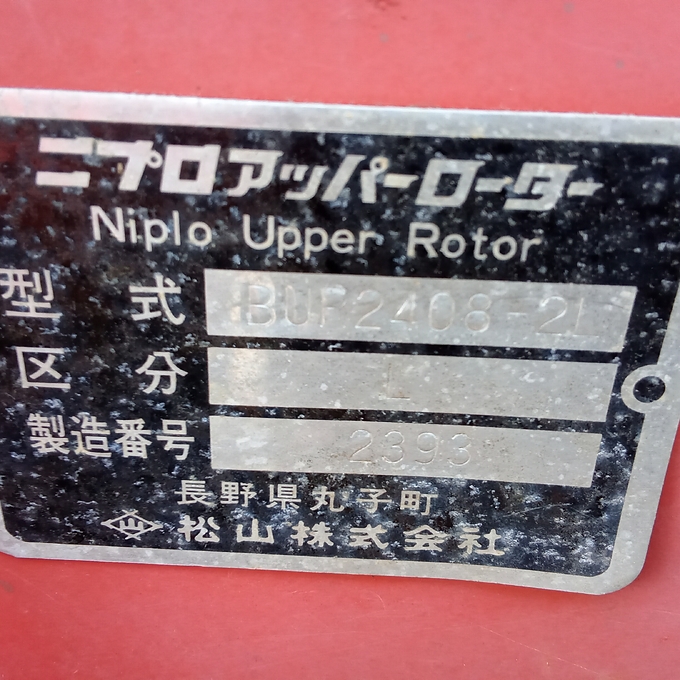 ニプロアッパーローター
Niplo Upper Rotor
型式 BUR2408-2L
区分 L
製造番号 2393
長野県丸子町
松山株式会社